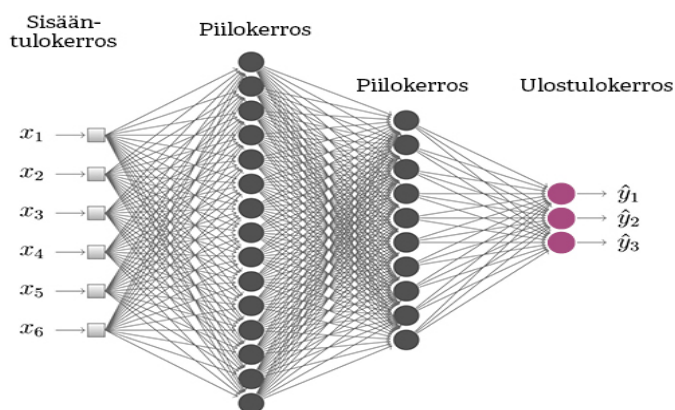 Sisään-
tulokerros
Piilokerros
Piilokerros
Ulostulokerros
x₁
x₂
x₃
x₄
x₅
x₆
ŷ₁
ŷ₂
ŷ₃